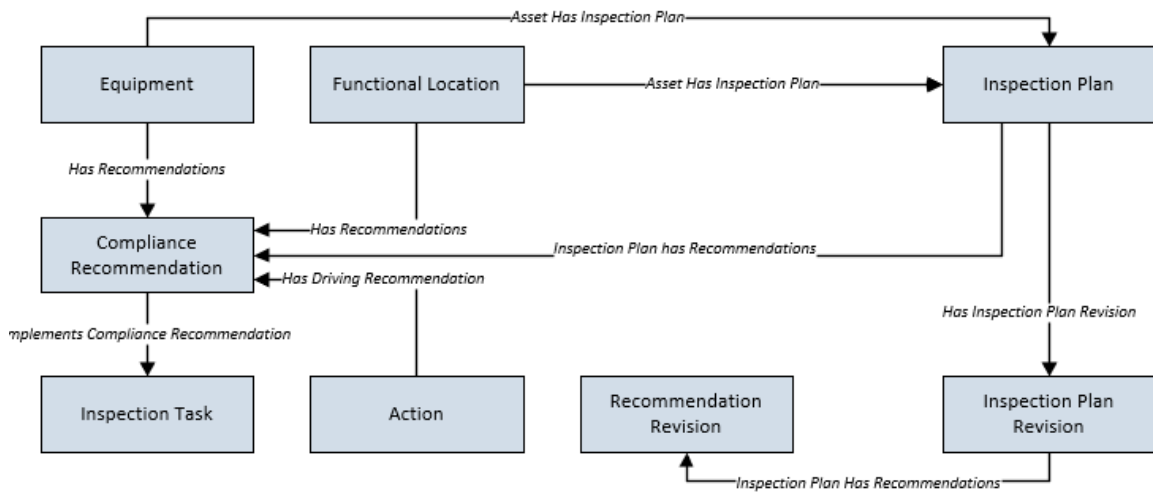 Asset Has Inspection Plan
Equipment
Functional Location
Asset Has Inspection Plan
Inspection Plan
Has Recommendations
Compliance
Recommendation
Has Recommendations
Inspection Plan has Recommendations
Has Driving Recommendation
Has Inspection Plan Revision
mplements Compliance Recommendation
Inspection Task
Action
Recommendation
Revision
Inspection Plan
Revision
Inspection Plan Has Recommendations